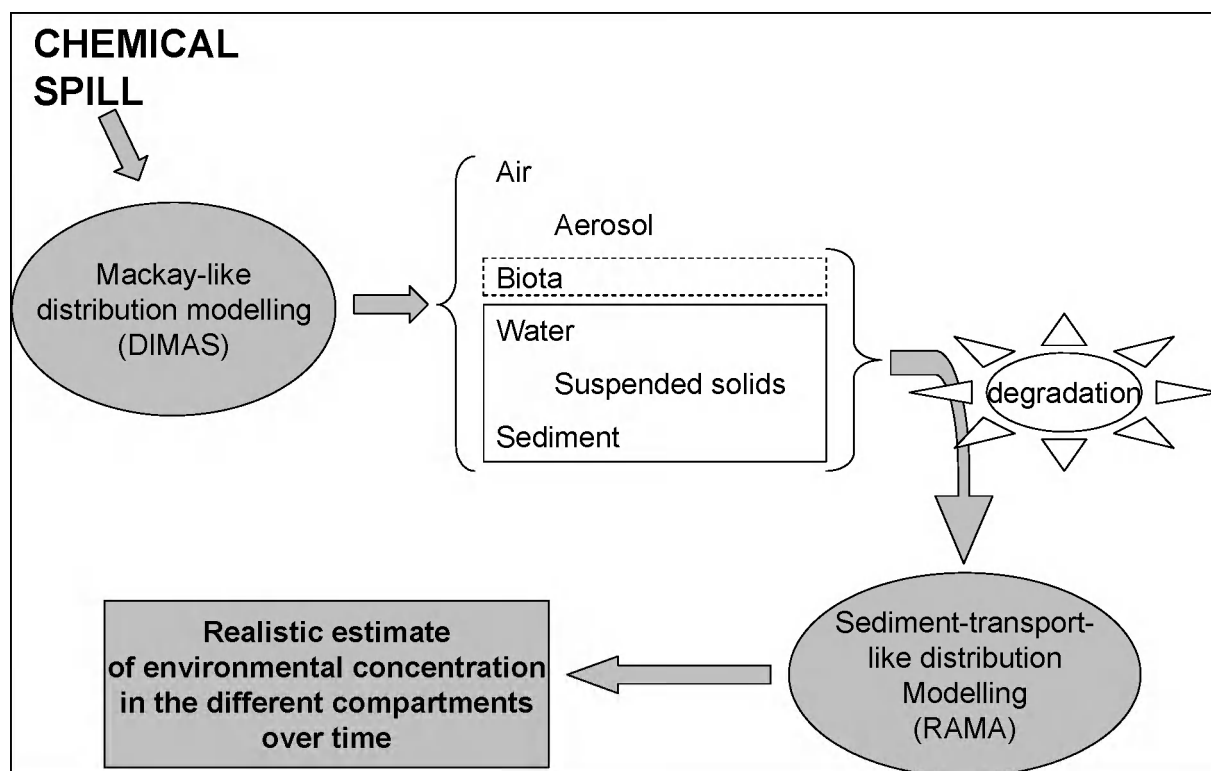 CHEMICAL
SPILL
Mackay-like
distribution modelling
(DIMAS)
Air
Aerosol
Biota
Water
Suspended solids
Sediment
degradation
Sediment-transport-
like distribution
Modelling
(RAMA)
Realistic estimate
of environmental concentration
in the different compartments
over time